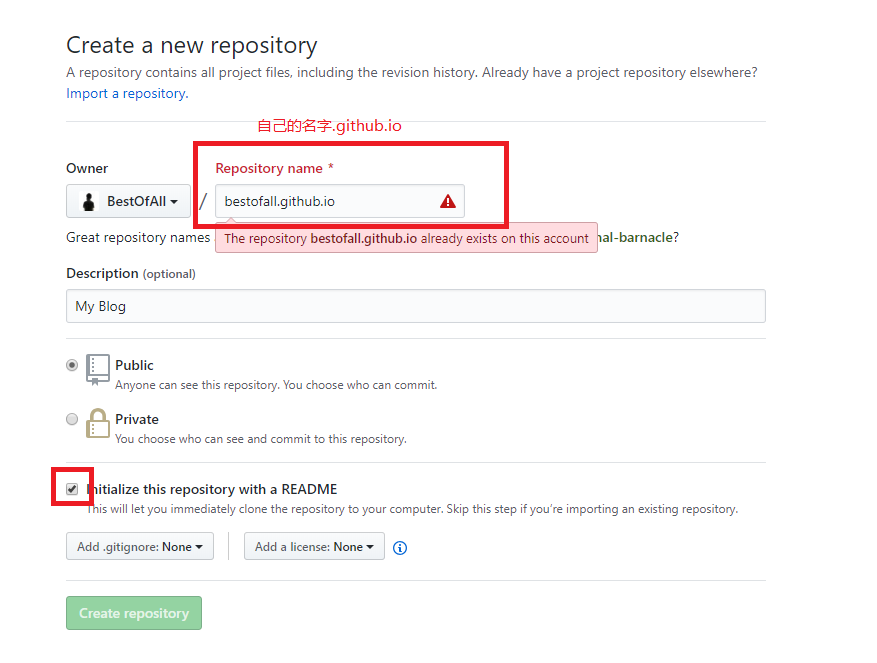 Create a new repository
A repository contains all project files, including the revision history. Already have a project repository elsewhere?
Import a repository.
自己的名字.github.io
Owner
Repository name *
BestOfAll
/
bestofall.github.io
Great repository names
The repository bestofall.github.io already exists on this account
nal-barnacle?
Description (optional)
My Blog
Public
Anyone can see this repository. You choose who can commit.
Private
You choose who can see and commit to this repository.
Initialize this repository with a README
This will let you immediately clone the repository to your computer. Skip this step if you're importing an existing repository.
Add .gitignore: None
Add a license: None
Create repository